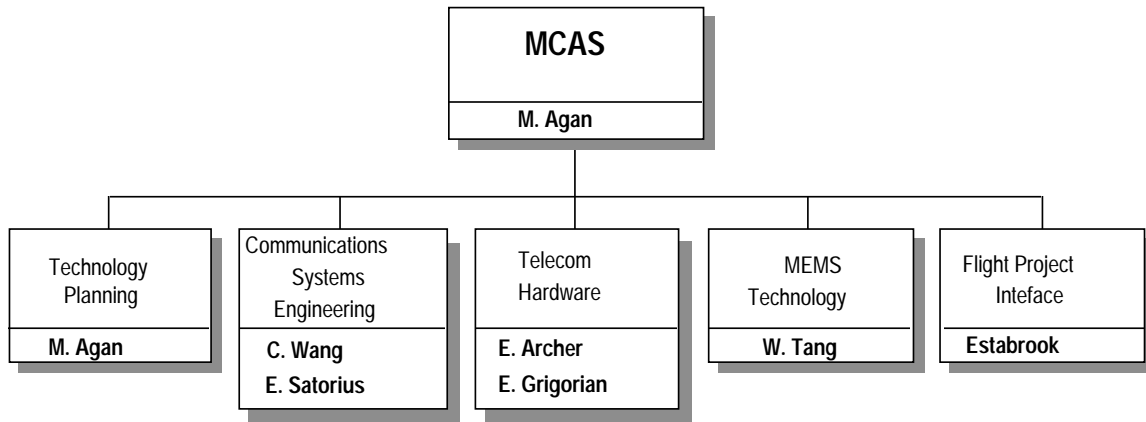 MCAS
M. Agan
Technology
Planning
M. Agan
Communications
Systems
Engineering
C. Wang
E. Satorius
Telecom
Hardware
E. Archer
E. Grigorian
MEMS
Technology
W. Tang
Flight Project
Inteface
Estabrook